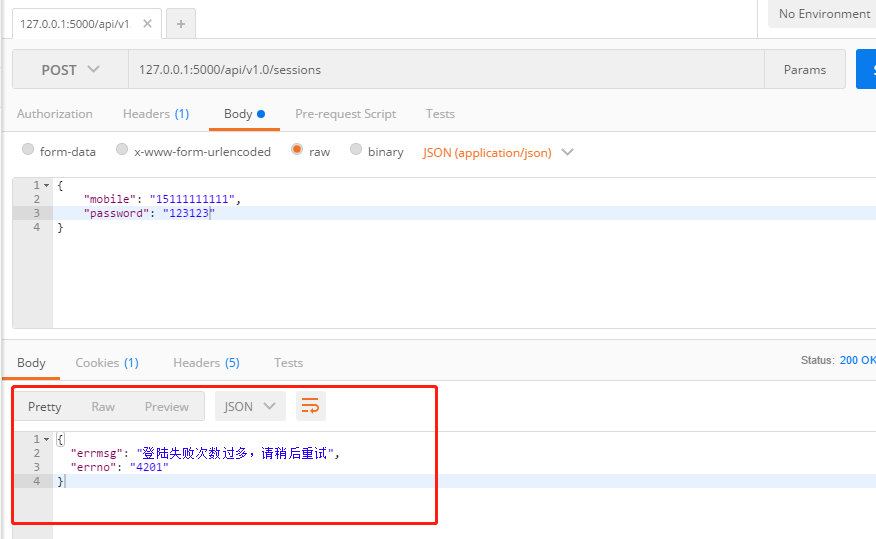 127.0.0.1:5000/api/v1
No Environment
POST 127.0.0.1:5000/api/v1.0/sessions Params
Authorization Headers (1) Body Pre-request Script Tests
form-data x-www-form-urlencoded raw binary JSON (application/json)
1 {
2 "mobile": "15111111111",
3 "password": "123123"
4 }
Body Cookies (1) Headers (5) Tests Status: 200 OK
Pretty Raw Preview JSON
1 {
2 "errmsg": "登陆失败次数过多，请稍后重试",
3 "errno": "4201"
4 }